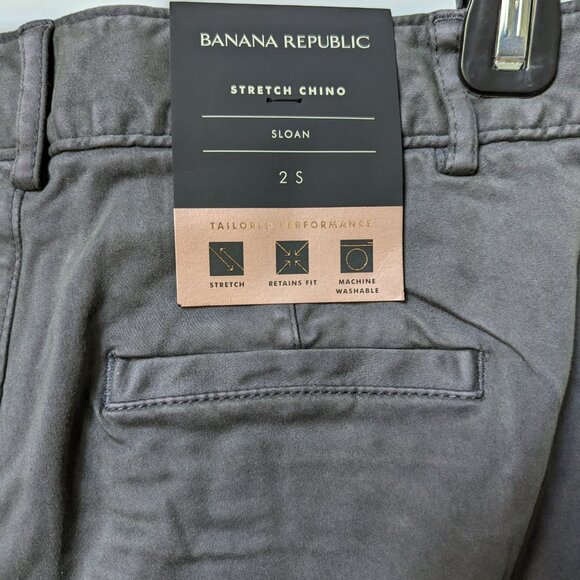 BANANA REPUBLIC
STRETCH CHINO
SLOAN
2 S
TAILORED PERFORMANCE
STRETCH
RETAINS FIT
MACHINE
WASHABLE